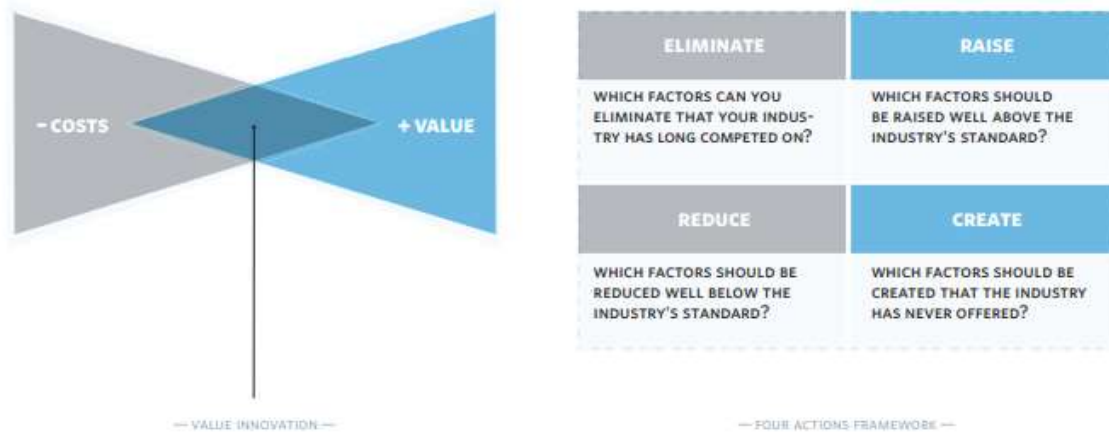 – COSTS
+ VALUE
— VALUE INNOVATION —
ELIMINATE
RAISE
WHICH FACTORS CAN YOU
ELIMINATE THAT YOUR INDUS-
TRY HAS LONG COMPETED ON?
WHICH FACTORS SHOULD
BE RAISED WELL ABOVE THE
INDUSTRY'S STANDARD?
REDUCE
CREATE
WHICH FACTORS SHOULD BE
REDUCED WELL BELOW THE
INDUSTRY'S STANDARD?
WHICH FACTORS SHOULD BE
CREATED THAT THE INDUSTRY
HAS NEVER OFFERED?
— FOUR ACTIONS FRAMEWORK —